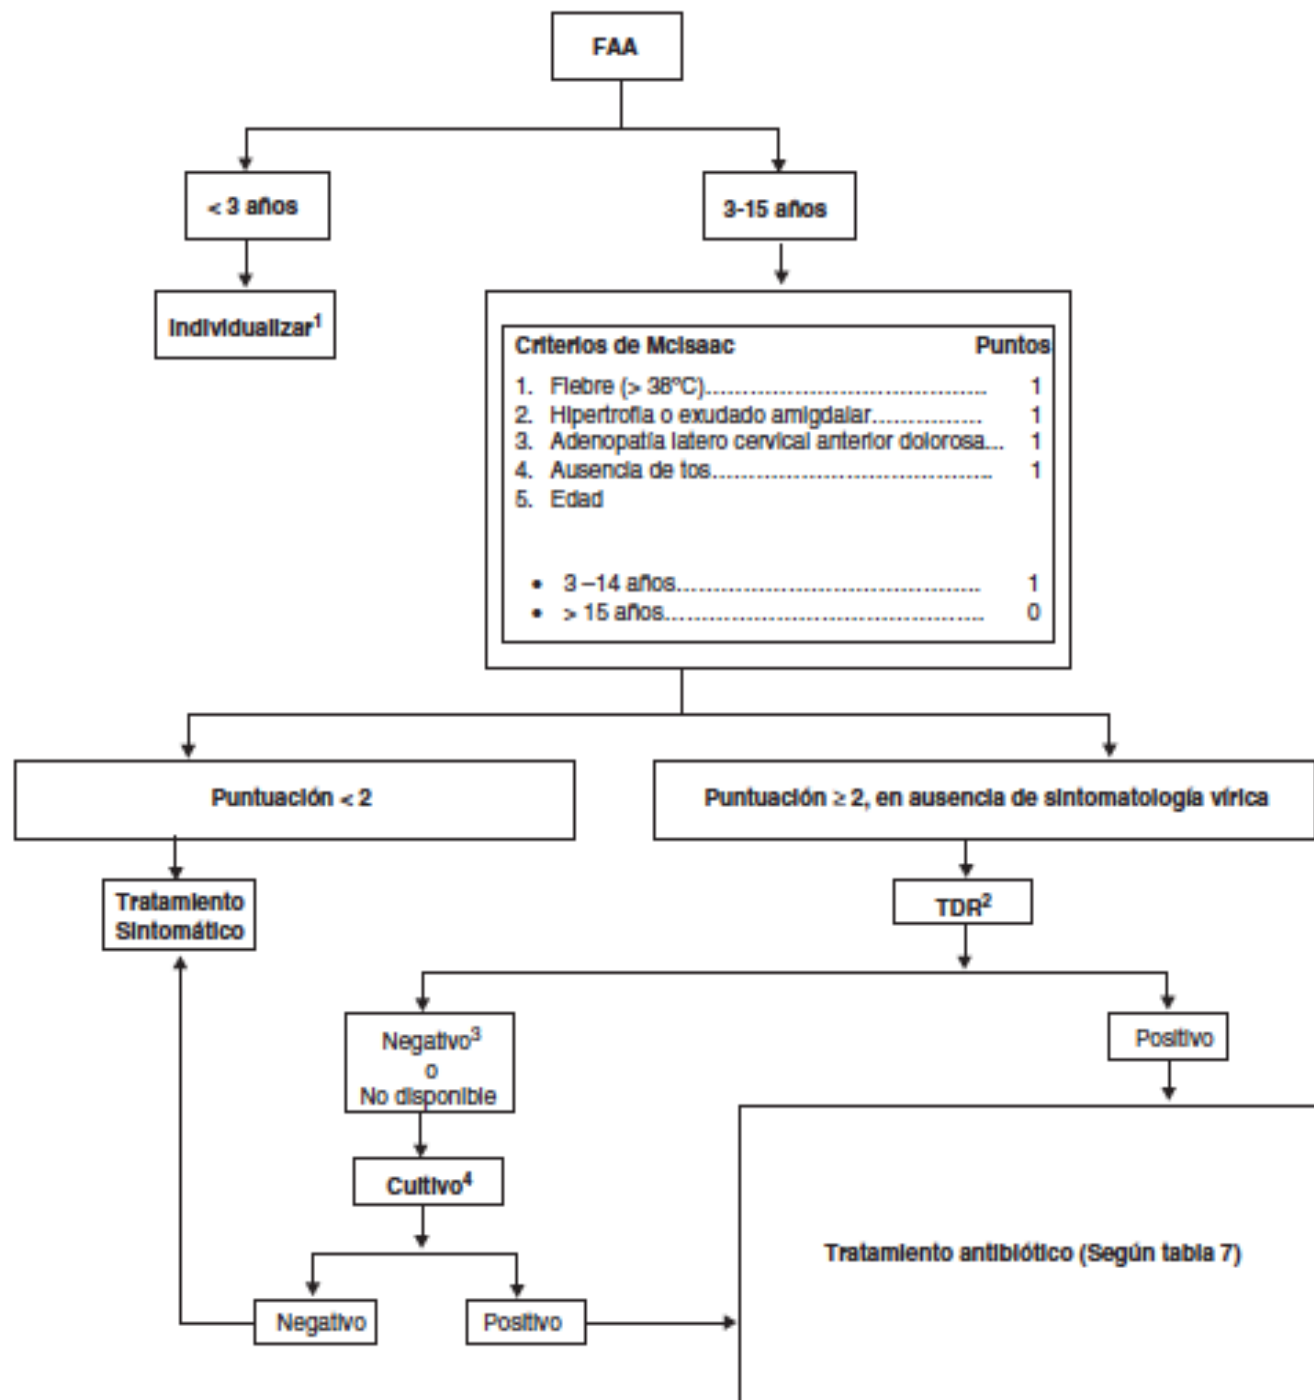 FAA
< 3 años
3-15 años
Individualizar¹
Criterios de McIsaac Puntos
1. Fiebre (> 38ºC)........................................ 1
2. Hipertrofia o exudado amigdalar................ 1
3. Adenopatía latero cervical anterior dolorosa... 1
4. Ausencia de tos........................................ 1
5. Edad
• 3 –14 años........................................... 1
• > 15 años............................................. 0
Puntuación < 2
Puntuación ≥ 2, en ausencia de sintomatología vírica
Tratamiento
Sintomático
TDR²
Negativo³
o
No disponible
Positivo
Cultivo⁴
Tratamiento antibiótico (Según tabla 7)
Negativo
Positivo